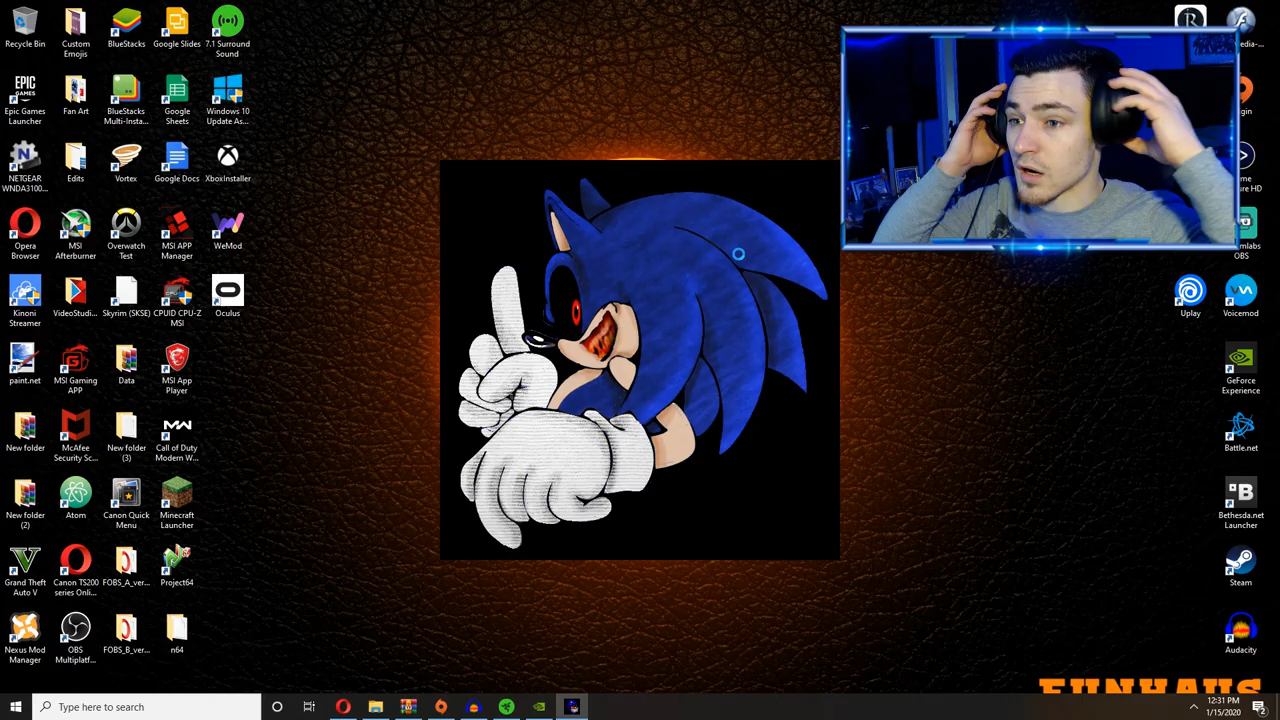 Recycle Bin
Custom
Emojis
BlueStacks
Google Slides
7.1 Surround
Sound
EPIC
GAMES
Epic Games
Launcher
Fan Art
BlueStacks
Multi-Insta...
Google
Sheets
Windows 10
Update As...
NETGEAR
WNDA3100...
Edits
Vortex
Google Docs
XboxInstaller
Opera
Browser
MSI
Afterburner
Overwatch
Test
MSI APP
Manager
WeMod
Kinoni
Streamer
Skyrim (SKSE)
CPU
CPUID CPU-Z
MSI
Oculus
paint.net
MSI Gaming
APP
Data
MSI App
Player
New folder
McAfee
Security Sc...
New folder
(3)
Call of Duty
Modern W...
New folder
(2)
Atom
Canon Quick
Menu
Minecraft
Launcher
Grand Theft
Auto V
Canon TS200
series Onli...
FOBS_A_ver...
Project64
Nexus Mod
Manager
OBS
Multiplatf...
FOBS_B_ver...
n64
R
OBS
Uplay
Voicemod
GeForce
Experience
Battle.net
B
Bethesda.net
Launcher
Steam
Audacity
FUNHAUS
Type here to search
12:31 PM
1/15/2020
2